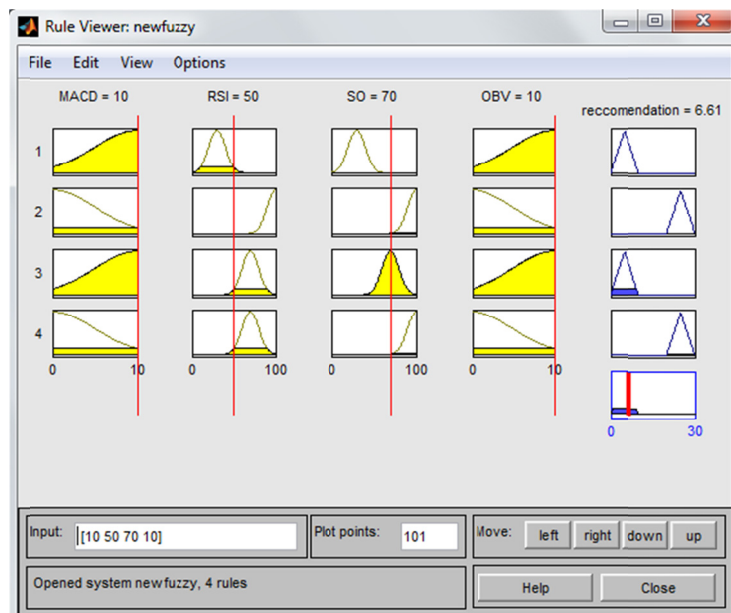 Rule Viewer: newfuzzy
File Edit View Options
MACD = 10 RSI = 50 SO = 70 OBV = 10 reccomendation = 6.61
1
2
3
4
0 10 0 100 0 100 0 10
0 30
Input: [10 50 70 10] Plot points: 101 Move: left right down up
Opened system newfuzzy, 4 rules Help Close